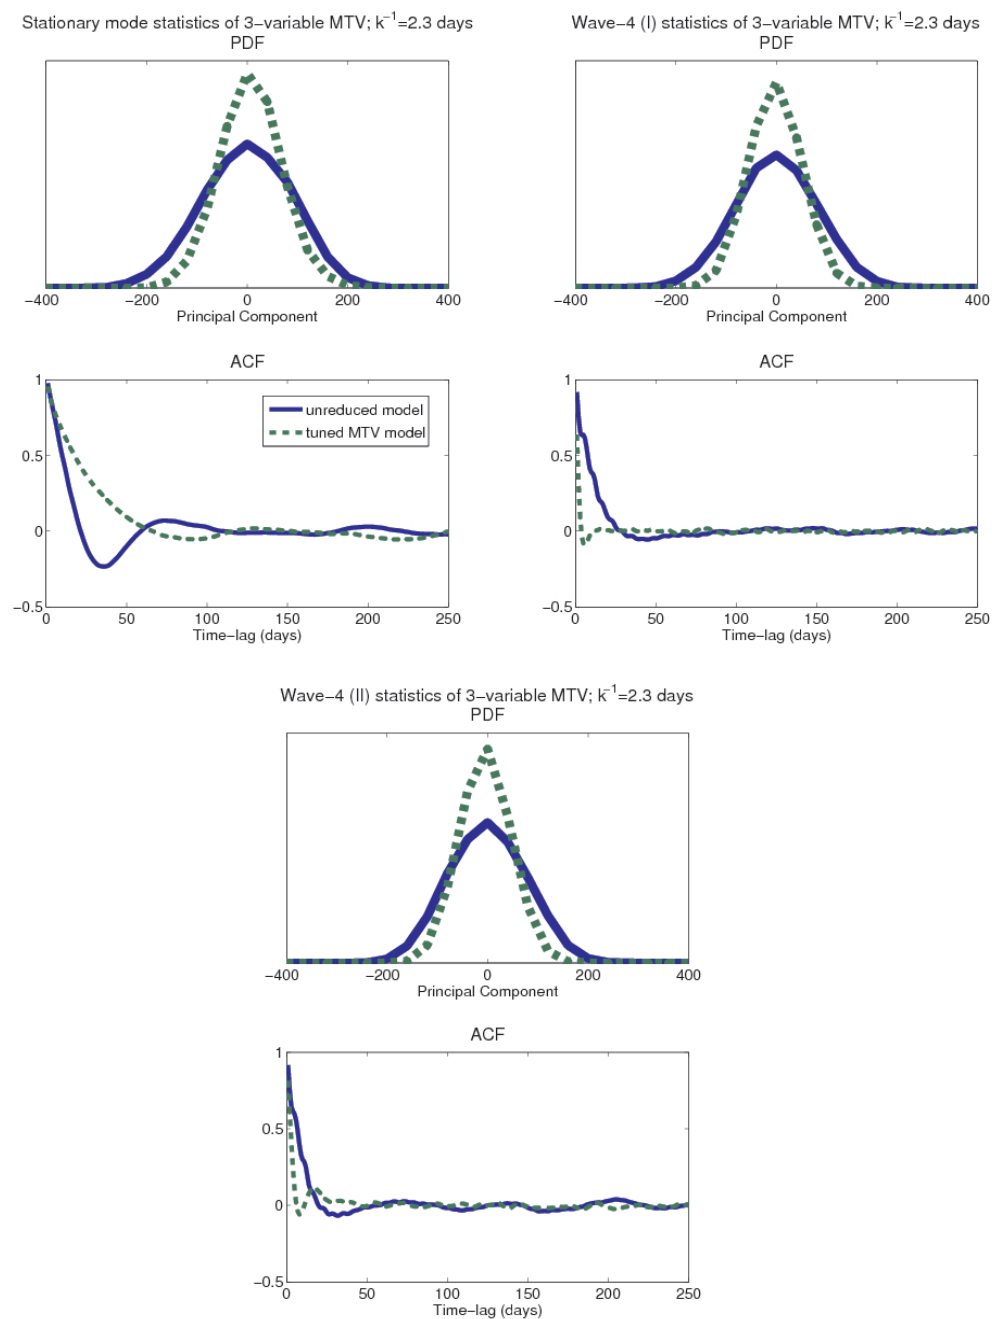 Stationary mode statistics of 3−variable MTV; k⁻¹=2.3 days
PDF
−400 −200 0 200 400
Principal Component
ACF
1
0.5
0
−0.5
unreduced model
tuned MTV model
0 50 100 150 200 250
Time−lag (days)
Wave−4 (I) statistics of 3−variable MTV; k⁻¹=2.3 days
PDF
−400 −200 0 200 400
Principal Component
ACF
1
0.5
0
−0.5
0 50 100 150 200 250
Time−lag (days)
Wave−4 (II) statistics of 3−variable MTV; k⁻¹=2.3 days
PDF
−400 −200 0 200 400
Principal Component
ACF
1
0.5
0
−0.5
0 50 100 150 200 250
Time−lag (days)